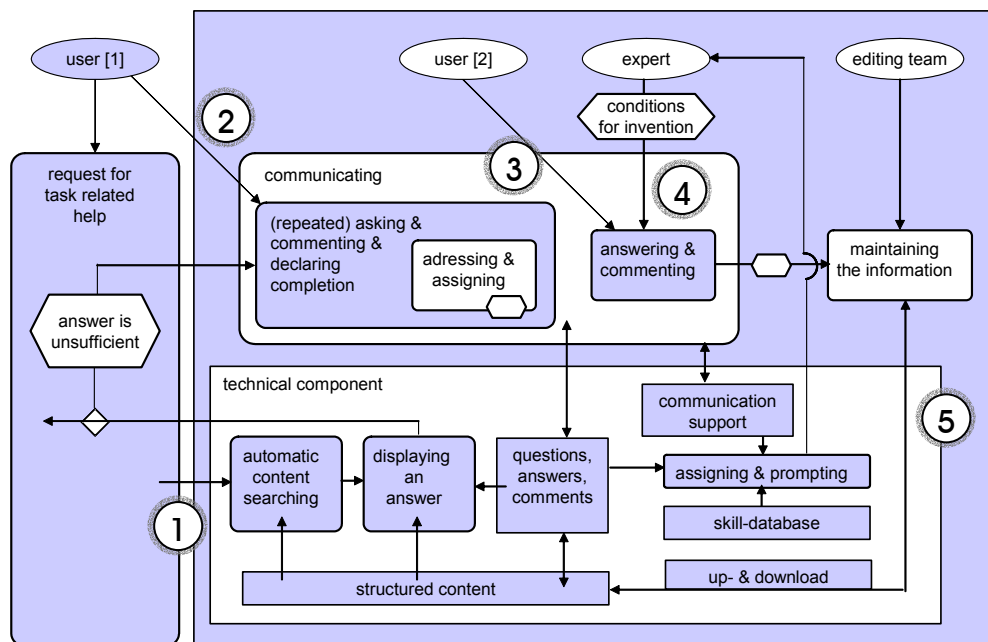 user [1]
user [2]
expert
editing team
conditions
for invention
2
3
4
request for
task related
help
communicating
(repeated) asking &
commenting &
declaring
completion
adressing &
assigning
answering &
commenting
maintaining
the information
answer is
unsufficient
technical component
communication
support
5
automatic
content
searching
displaying
an
answer
questions,
answers,
comments
assigning & prompting
1
skill-database
structured content
up- & download